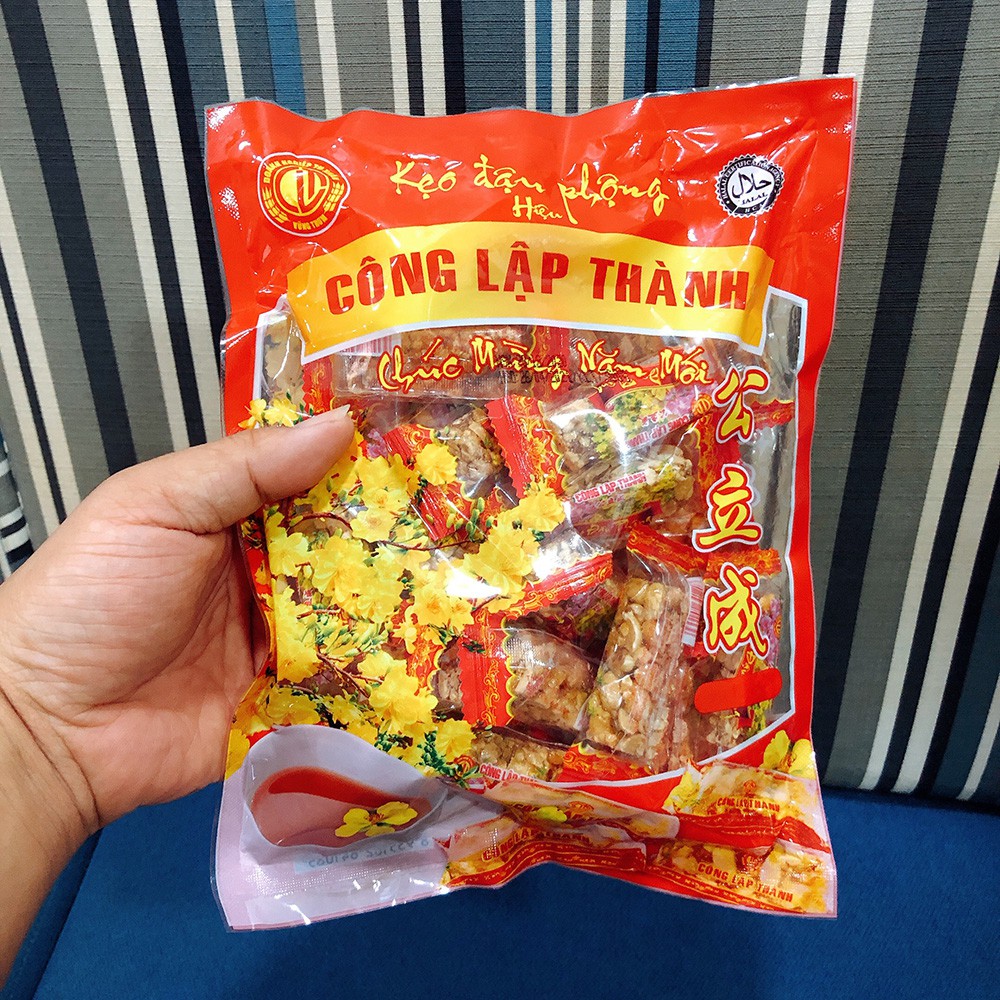 Kẹo đậu phộng
Hiệu
CÔNG LẬP THÀNH
Chúc Mừng Năm Mới
公立成
حلال
HALAL
CÔNG LẬP THÀNH
CÔNG LẬP THÀNH
CÔNG LẬP THÀNH
CÔNG LẬP THÀNH